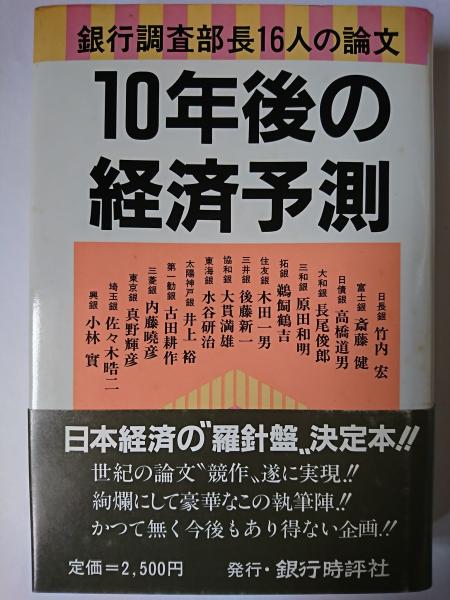 銀行調査部長16人の論文
10年後の
経済予測
日長銀 竹内 宏
富士銀 斎藤 健
日債銀 高橋道男
大和銀 長尾俊郎
三和銀 原田和明
拓銀 鵜飼鶴吉
住友銀 木田一男
三井銀 後藤新一
協和銀 大貫満雄
東海銀 水谷研治
太陽神戸銀 井上 裕
第一勧銀 古田耕作
三菱銀 内藤曉彦
東京銀 真野輝彦
埼玉銀 佐々木晧二
興銀 小林 實
日本経済の〝羅針盤〟決定本!!
世紀の論文〝競作〟遂に実現!!
絢爛にして豪華なこの執筆陣!!
かつて無く今後もあり得ない企画!!
定価=2,500円 発行・銀行時評社